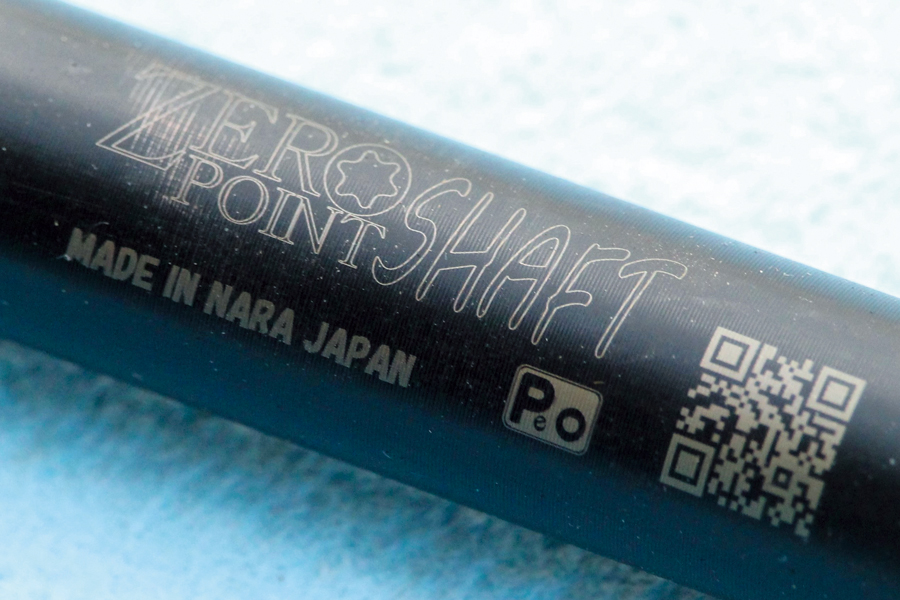 ZERO
POINT
SHAFT
MADE IN NARA JAPAN
PeO